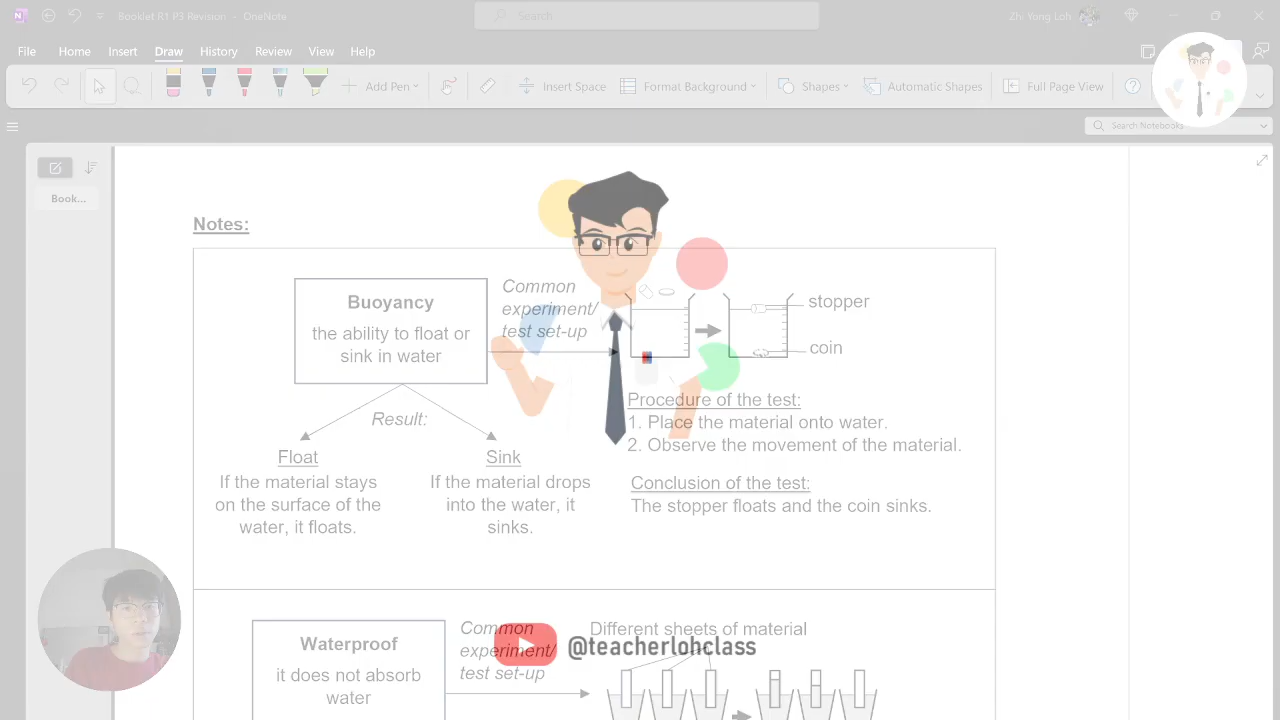 Booklet R1 P3 Revision - OneNote
Search
Zhi Yong Loh
File Home Insert Draw History Review View Help
Add Pen
Insert Space
Format Background
Shapes
Automatic Shapes
Full Page View
Search Notebooks
Book...
Notes:
Buoyancy
the ability to float or
sink in water
Common
experiment/
test set-up
stopper
coin
Result:
Float
If the material stays
on the surface of the
water, it floats.
Sink
If the material drops
into the water, it
sinks.
Procedure of the test:
1. Place the material onto water.
2. Observe the movement of the material.
Conclusion of the test:
The stopper floats and the coin sinks.
Waterproof
it does not absorb
water
Common
experiment/
test set-up
Different sheets of material
@teacherlohclass